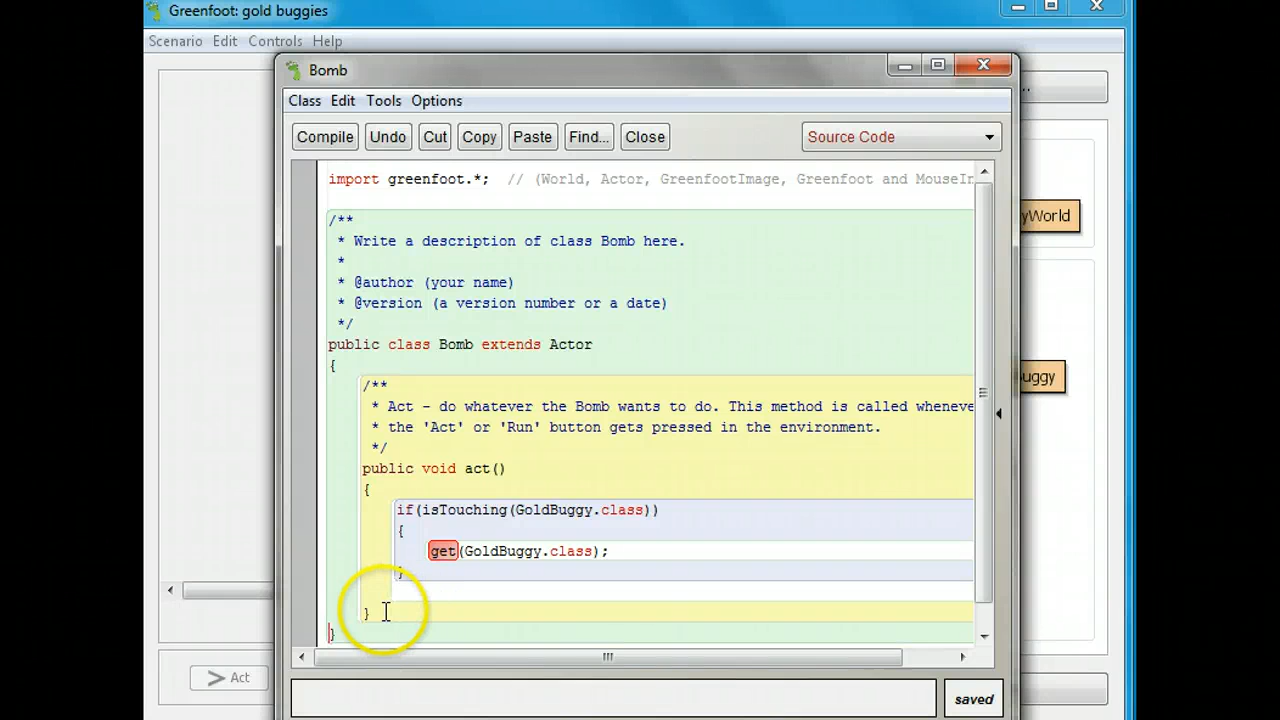 Greenfoot: gold buggies
Scenario Edit Controls Help
Bomb
Class Edit Tools Options
Compile Undo Cut Copy Paste Find... Close Source Code
import greenfoot.*; // (World, Actor, GreenfootImage, Greenfoot and MouseIn
/**
* Write a description of class Bomb here.
*
* @author (your name)
* @version (a version number or a date)
*/
public class Bomb extends Actor
{
/**
* Act - do whatever the Bomb wants to do. This method is called wheneve
* the 'Act' or 'Run' button gets pressed in the environment.
*/
public void act()
{
if(isTouching(GoldBuggy.class))
{
get(GoldBuggy.class);
}
}
}
yWorld
uggy
Act
saved